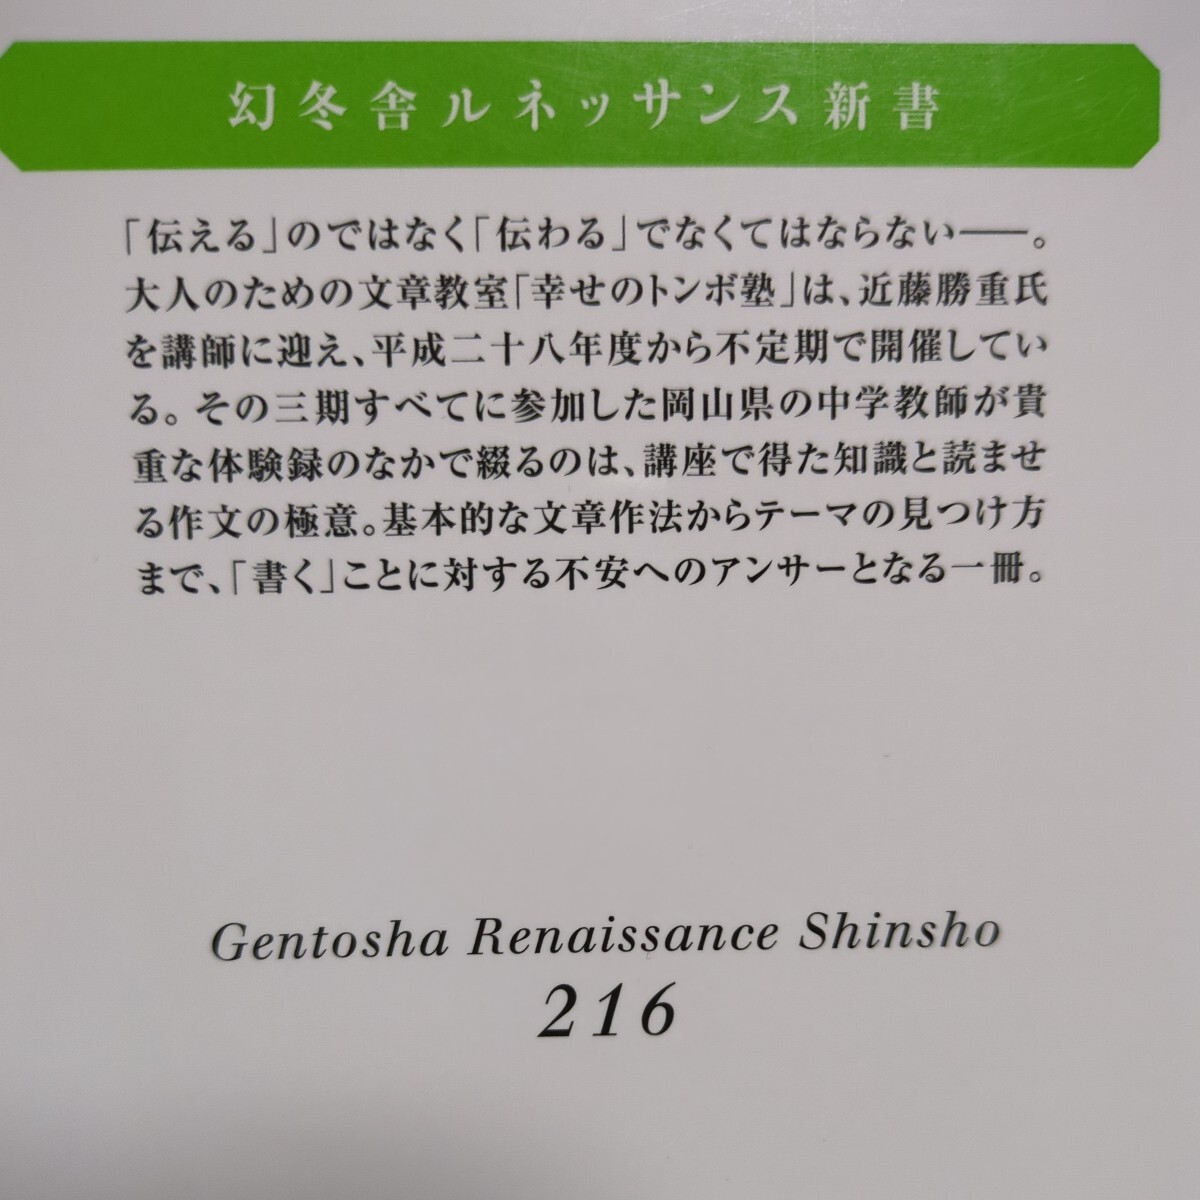 幻冬舎ルネッサンス新書
「伝える」のではなく「伝わる」でなくてはならない――。
大人のための文章教室「幸せのトンボ塾」は、近藤勝重氏
を講師に迎え、平成二十八年度から不定期で開催してい
る。その三期すべてに参加した岡山県の中学教師が貴
重な体験録のなかで綴るのは、講座で得た知識と読ませ
る作文の極意。基本的な文章作法からテーマの見つけ方
まで、「書く」ことに対する不安へのアンサーとなる一冊。
Gentosha Renaissance Shinsho
216